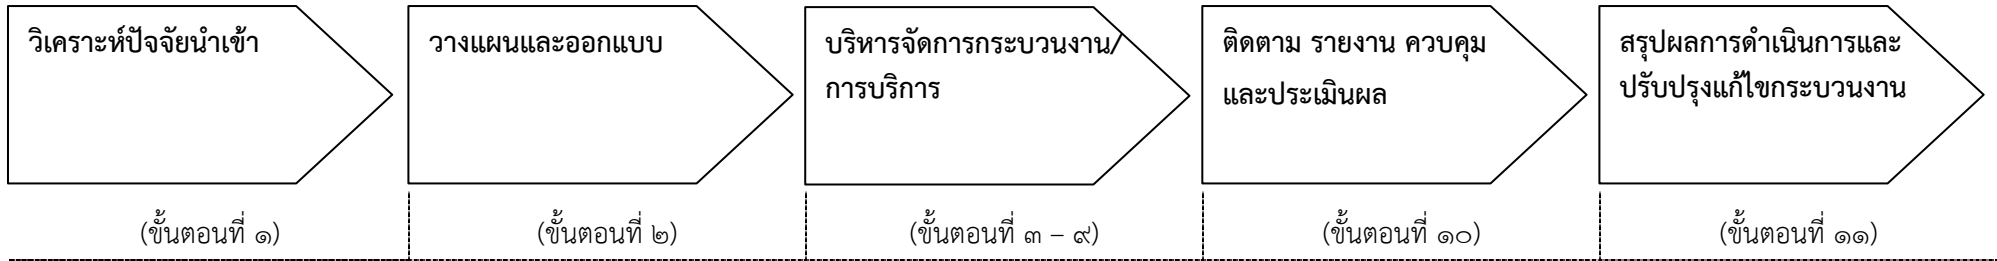 วิเคราะห์ปัจจัยนำเข้า
วางแผนและออกแบบ
บริหารจัดการกระบวนงาน/
การบริการ
ติดตาม รายงาน ควบคุม
และประเมินผล
สรุปผลการดำเนินการและ
ปรับปรุงแก้ไขกระบวนงาน
(ขั้นตอนที่ ๑)
(ขั้นตอนที่ ๒)
(ขั้นตอนที่ ๓ – ๙)
(ขั้นตอนที่ ๑๐)
(ขั้นตอนที่ ๑๑)